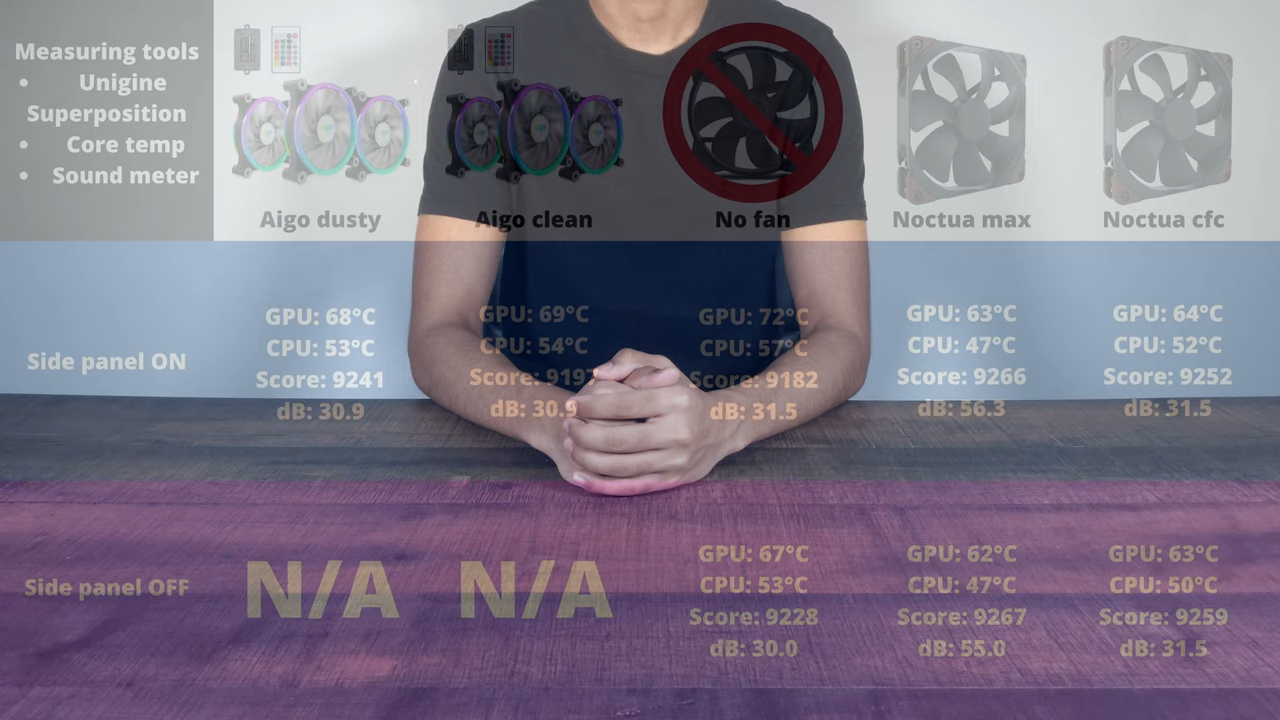 Measuring tools
• Unigine
Superposition
• Core temp
• Sound meter
Aigo dusty
Aigo clean
No fan
Noctua max
Noctua cfc
Side panel ON
GPU: 68°C
CPU: 53°C
Score: 9241
dB: 30.9
GPU: 69°C
CPU: 54°C
Score: 9197
dB: 30.9
GPU: 72°C
CPU: 57°C
Score: 9182
dB: 31.5
GPU: 63°C
CPU: 47°C
Score: 9266
dB: 56.3
GPU: 64°C
CPU: 52°C
Score: 9252
dB: 31.5
Side panel OFF
N/A
N/A
GPU: 67°C
CPU: 53°C
Score: 9228
dB: 30.0
GPU: 62°C
CPU: 47°C
Score: 9267
dB: 55.0
GPU: 63°C
CPU: 50°C
Score: 9259
dB: 31.5